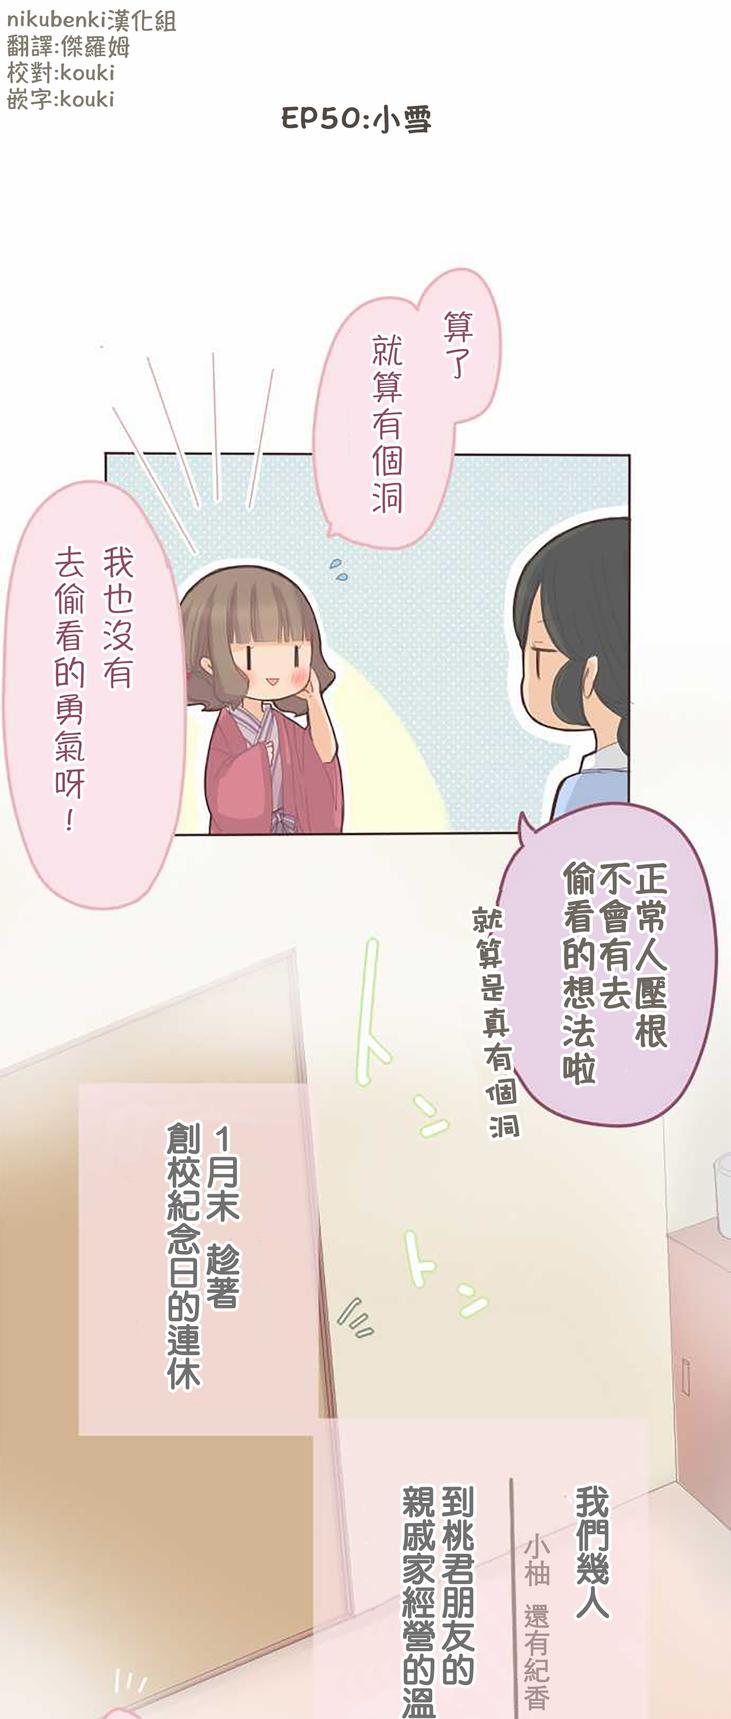 nikubenki漢化組
翻譯:傑羅姆
校對:kouki
嵌字:kouki
EP50:小雪
算了
就算有個洞
我也沒有
去偷看的勇氣呀！
正常人壓根
不會有去
偷看的想法啦
就算是真有個洞
トントン
1月末 趁著
創校紀念日的連休
我們幾人
小柚 還有紀香
到桃君朋友的
親戚家經營的溫